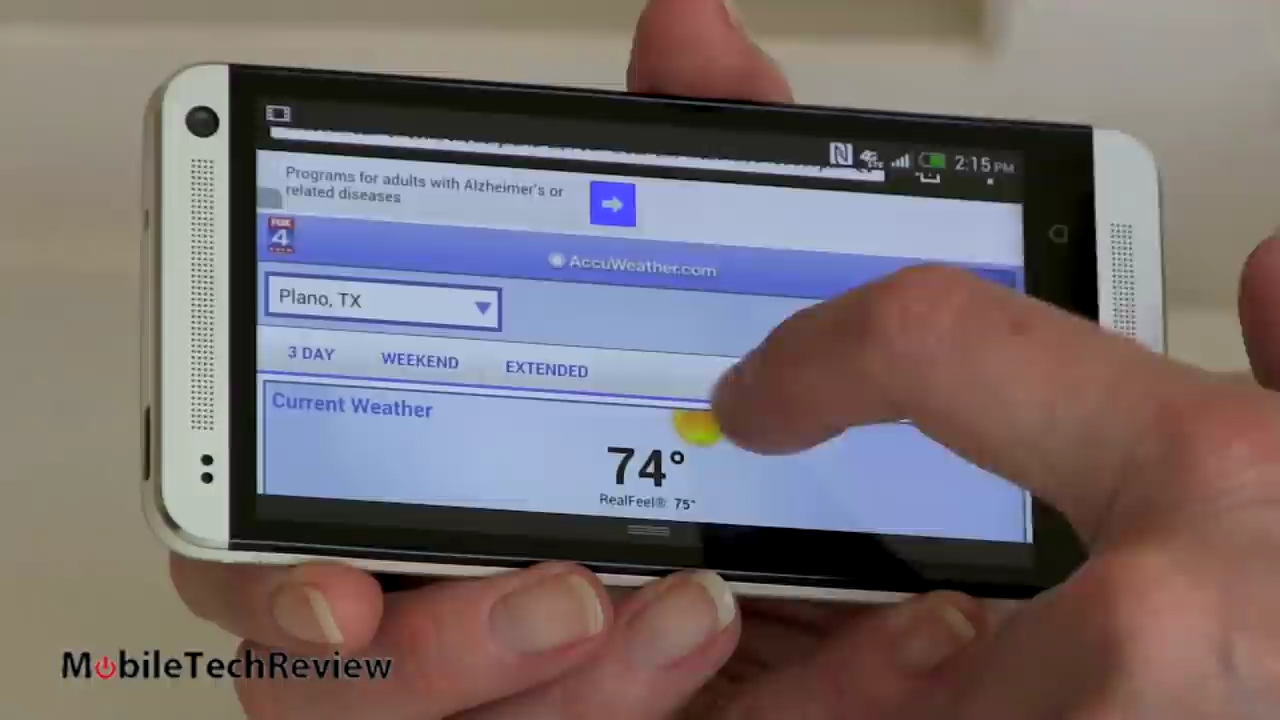 2:15 PM
Programs for adults with Alzheimer's or
related diseases
FOX
4
AccuWeather.com
Plano, TX
3 DAY WEEKEND EXTENDED
Current Weather
74°
RealFeel® 75°
MobileTechReview